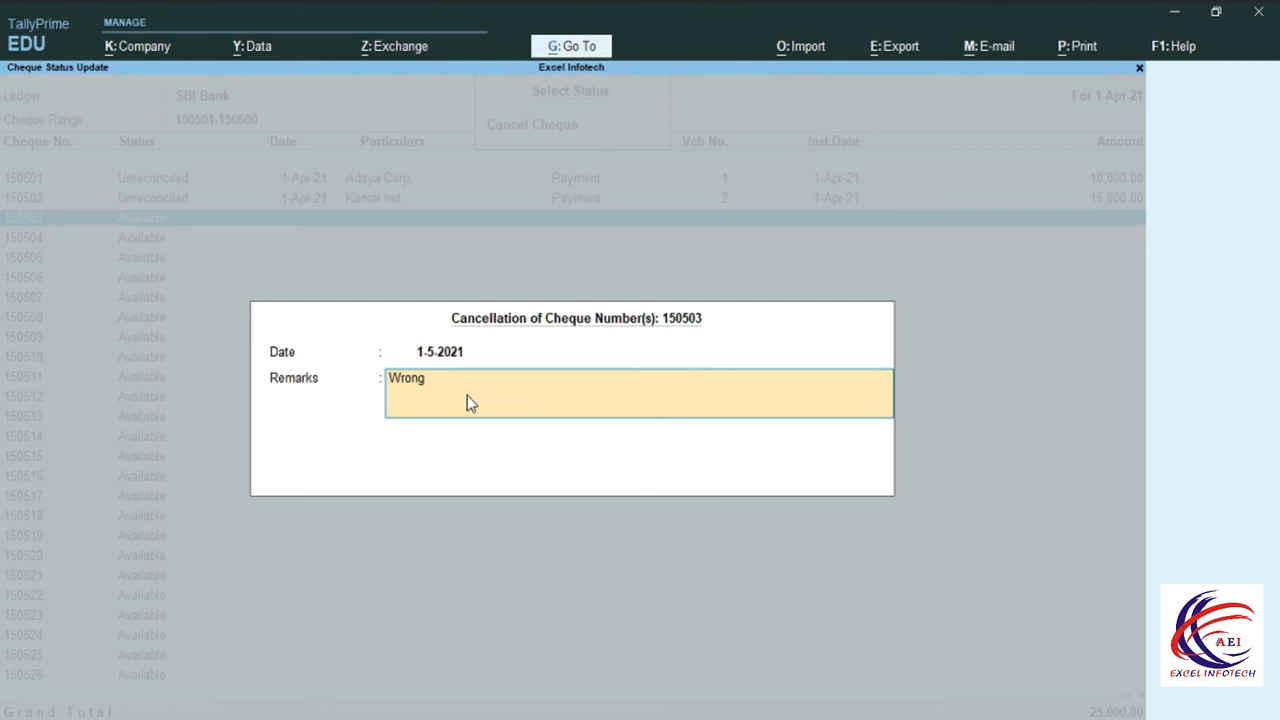 TallyPrime
EDU
MANAGE
K: Company Y: Data Z: Exchange G: Go To O: Import E: Export M: E-mail P: Print F1: Help
Cheque Status Update Excel Infotech x
Ledger : SBI Bank Select Status For 1-Apr-21
Cheque Range : 150501-150600 Cancel Cheque
Cheque No. Status Date Particulars Vch No. Inst.Date Amount
150501 Unreconciled 1-Apr-21 Aditya Corp. Payment 1 1-Apr-21 10,000.00
150502 Unreconciled 1-Apr-21 Kamal Ind. Payment 2 1-Apr-21 15,000.00
150503 Available
150504 Available
150505 Available
150506 Available
150507 Available
150508 Available
150509 Available
150510 Available
150511 Available
150512 Available
150513 Available
150514 Available
150515 Available
150516 Available
150517 Available
150518 Available
150519 Available
150520 Available
150521 Available
150522 Available
150523 Available
150524 Available
150525 Available
150526 Available
Cancellation of Cheque Number(s): 150503
Date : 1-5-2021
Remarks : Wrong
Grand Total 25,000.00
AEI
EXCEL INFOTECH